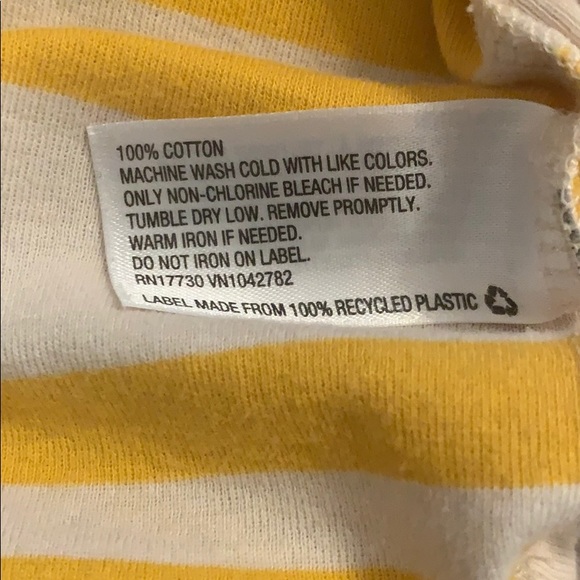 100% COTTON
MACHINE WASH COLD WITH LIKE COLORS.
ONLY NON-CHLORINE BLEACH IF NEEDED.
TUMBLE DRY LOW. REMOVE PROMPTLY.
WARM IRON IF NEEDED.
DO NOT IRON ON LABEL.
RN17730 VN1042782
LABEL MADE FROM 100% RECYCLED PLASTIC